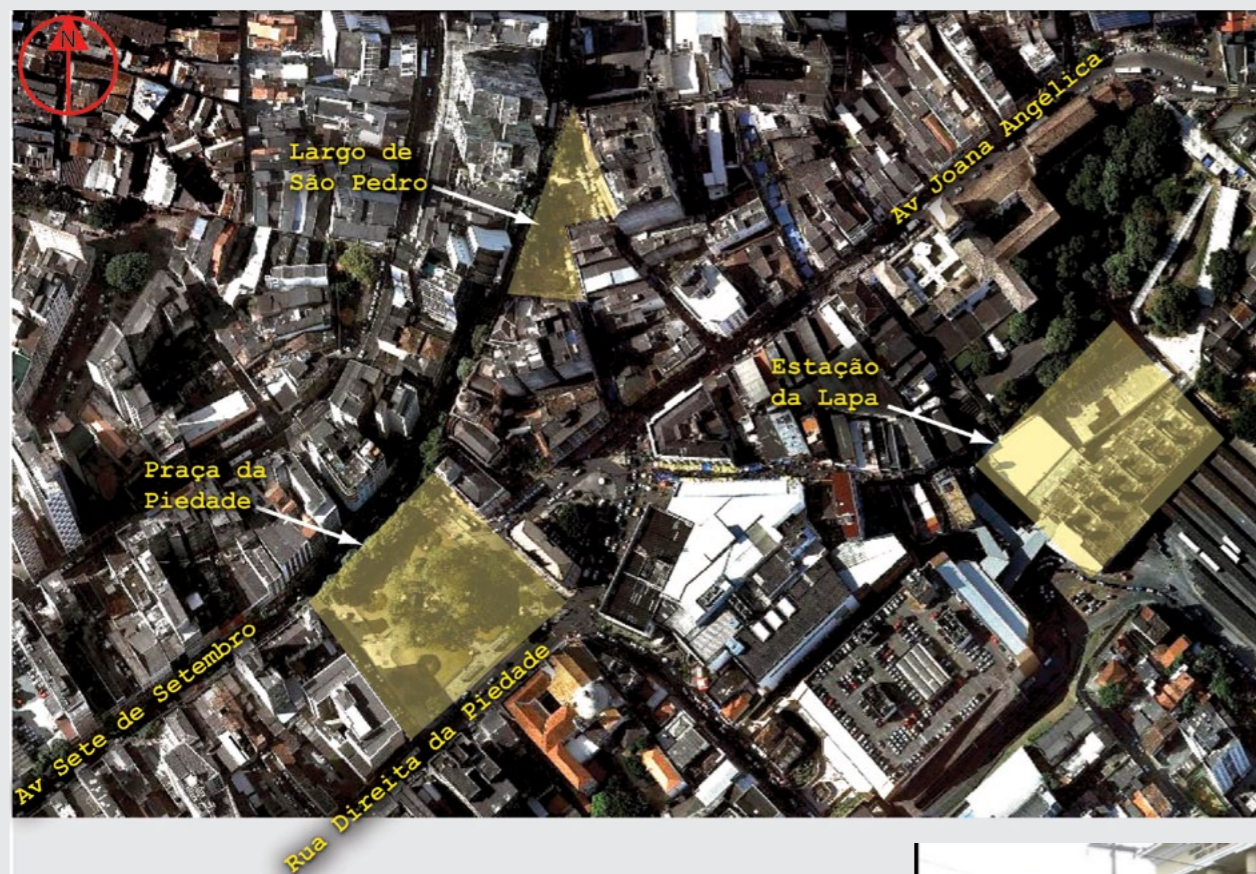 N
Av Joana Angélica
Largo de
São Pedro
Estação
da Lapa
Praça da
Piedade
Av Sete de Setembro
Rua Direita da Piedade